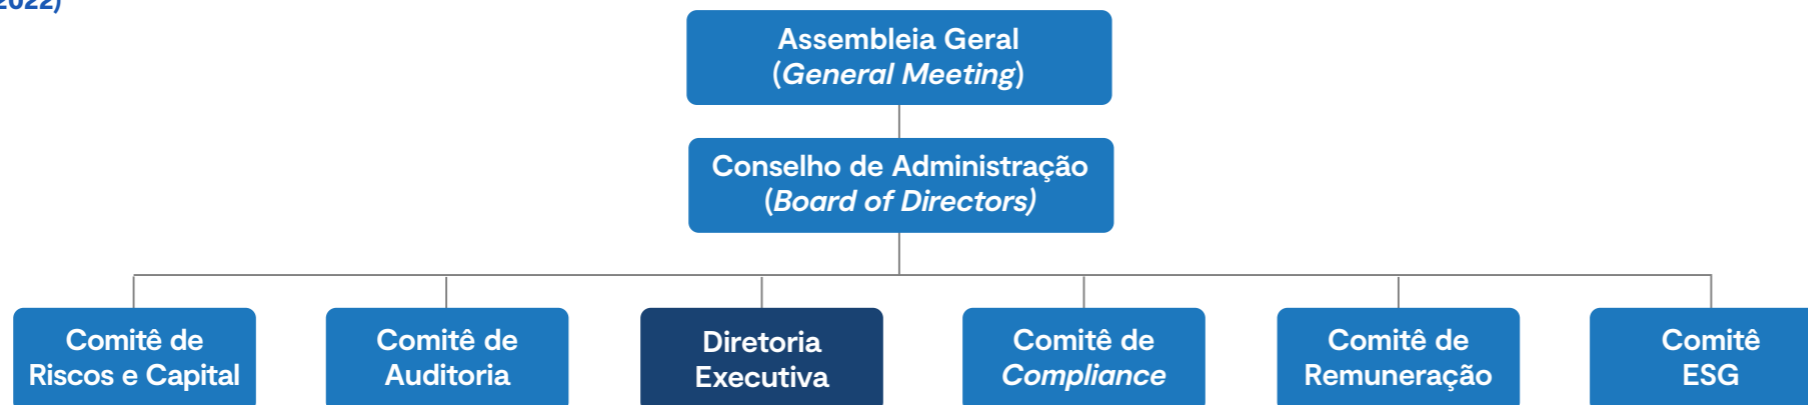 2022)
Assembleia Geral
(General Meeting)
Conselho de Administração
(Board of Directors)
Comitê de
Riscos e Capital
Comitê de
Auditoria
Diretoria
Executiva
Comitê de
Compliance
Comitê de
Remuneração
Comitê
ESG